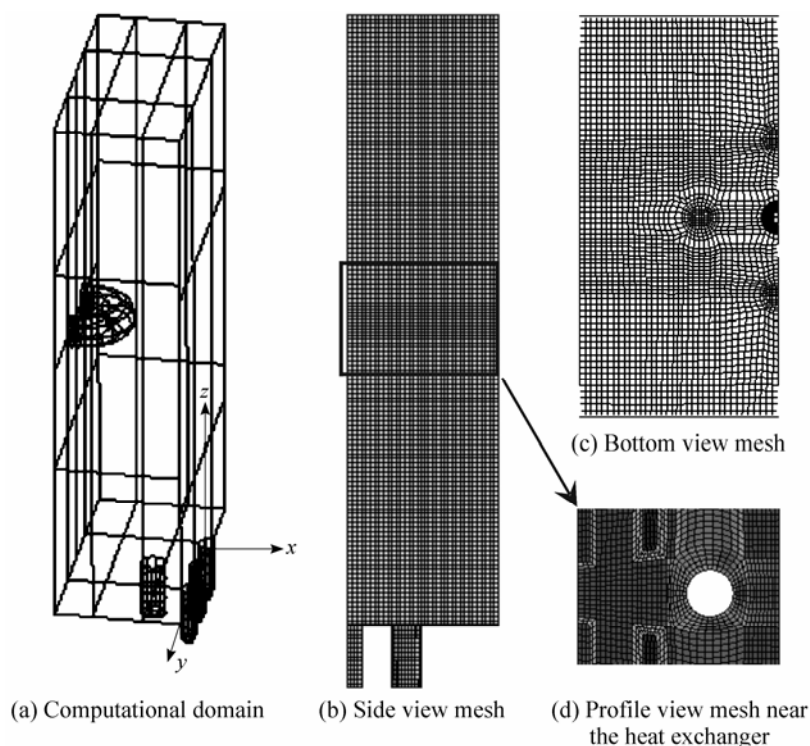 z
x
y
(a) Computational domain
(b) Side view mesh
(c) Bottom view mesh
(d) Profile view mesh near
the heat exchanger